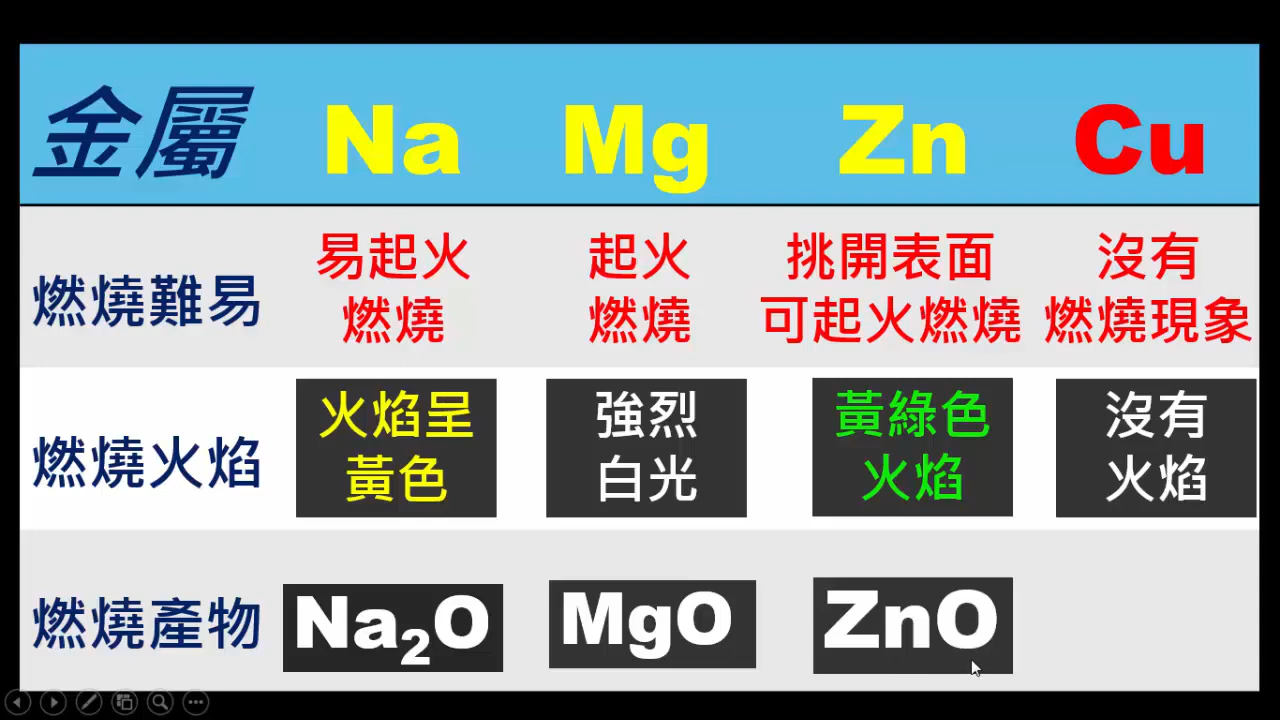 金屬 Na Mg Zn Cu
燃燒難易
易起火
燃燒
起火
燃燒
挑開表面
可起火燃燒
沒有
燃燒現象
燃燒火焰
火焰呈
黃色
強烈
白光
黃綠色
火焰
沒有
火焰
燃燒產物 Na₂O MgO ZnO